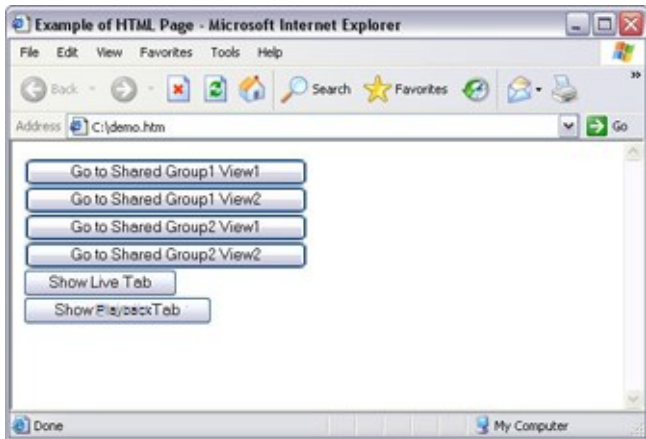 Example of HTML Page - Microsoft Internet Explorer
File Edit View Favorites Tools Help
Back Search Favorites »
Address C:\demo.htm Go
Go to Shared Group1 View1
Go to Shared Group1 View2
Go to Shared Group2 View1
Go to Shared Group2 View2
Show Live Tab
Show Playback Tab
Done My Computer